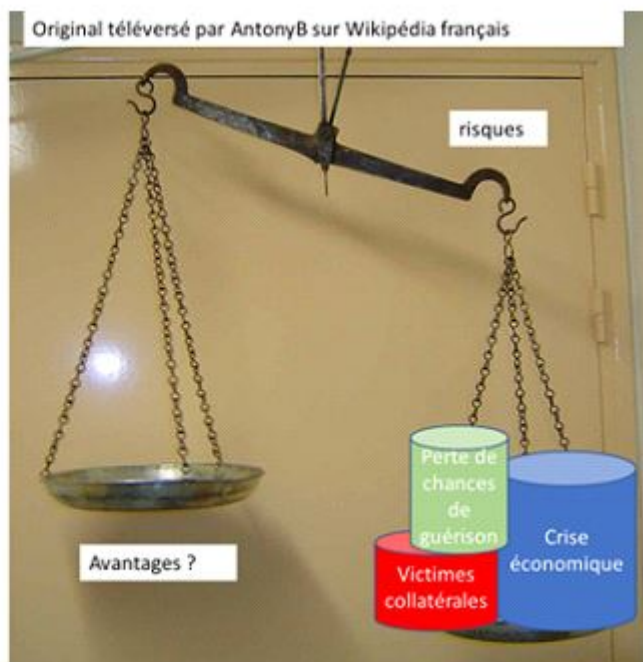 Original téléversé par AntonyB sur Wikipédia français
risques
Perte de
chances
de
guérison
Crise
économique
Victimes
collatérales
Avantages ?